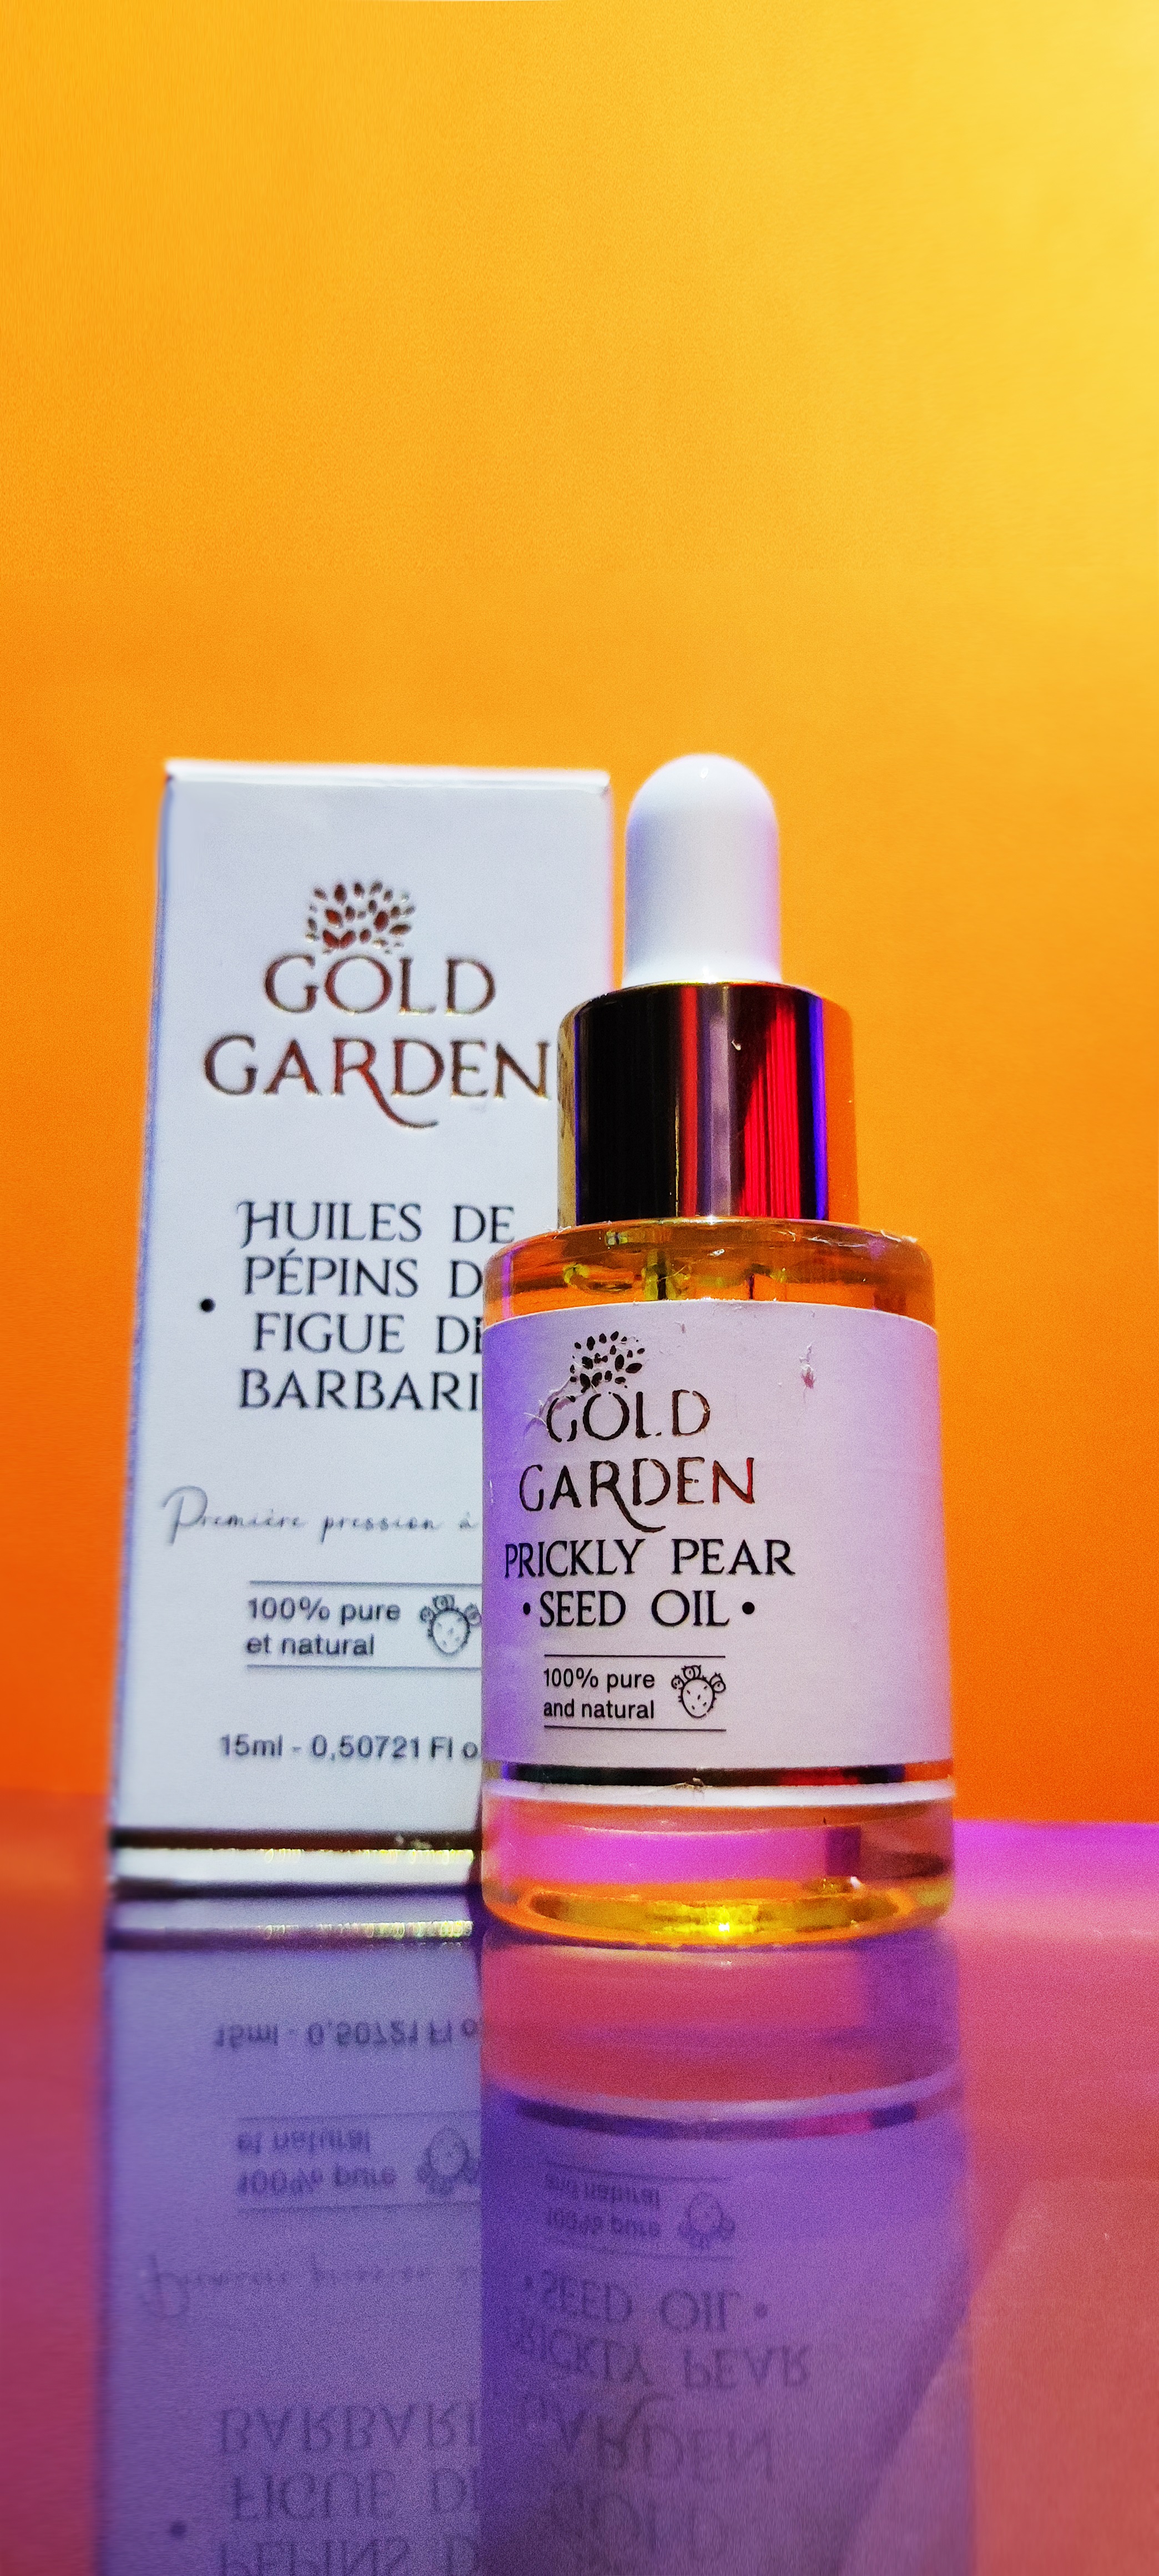 GOLD
GARDEN
HUILES DE
PÉPINS D
• FIGUE DE
BARBARI
Première pression à
100% pure
et natural
15ml - 0,50721 Fl o
GOLD
GARDEN
PRICKLY PEAR
• SEED OIL •
100% pure
and natural